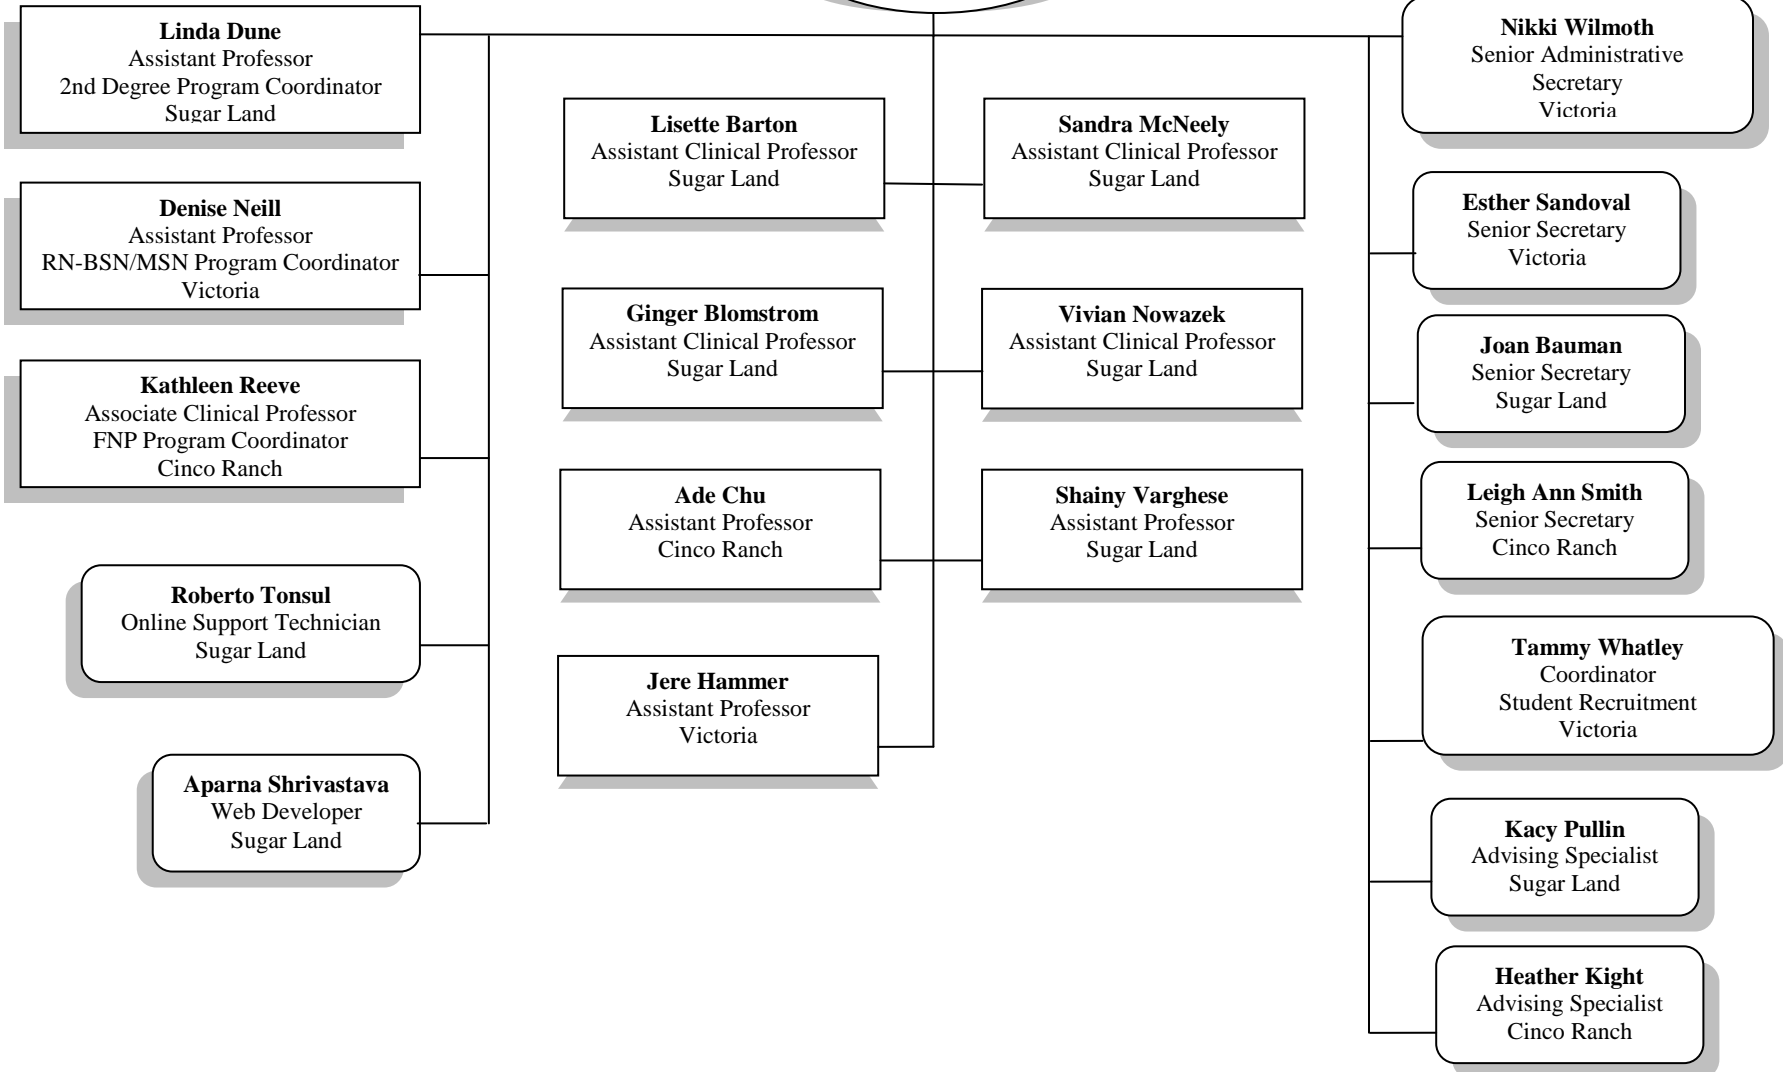 Linda Dune
Assistant Professor
2nd Degree Program Coordinator
Sugar Land
Denise Neill
Assistant Professor
RN-BSN/MSN Program Coordinator
Victoria
Kathleen Reeve
Associate Clinical Professor
FNP Program Coordinator
Cinco Ranch
Roberto Tonsul
Online Support Technician
Sugar Land
Aparna Shrivastava
Web Developer
Sugar Land
Lisette Barton
Assistant Clinical Professor
Sugar Land
Sandra McNeely
Assistant Clinical Professor
Sugar Land
Ginger Blomstrom
Assistant Clinical Professor
Sugar Land
Vivian Nowazek
Assistant Clinical Professor
Sugar Land
Ade Chu
Assistant Professor
Cinco Ranch
Shainy Varghese
Assistant Professor
Sugar Land
Jere Hammer
Assistant Professor
Victoria
Nikki Wilmoth
Senior Administrative
Secretary
Victoria
Esther Sandoval
Senior Secretary
Victoria
Joan Bauman
Senior Secretary
Sugar Land
Leigh Ann Smith
Senior Secretary
Cinco Ranch
Tammy Whatley
Coordinator
Student Recruitment
Victoria
Kacy Pullin
Advising Specialist
Sugar Land
Heather Kight
Advising Specialist
Cinco Ranch